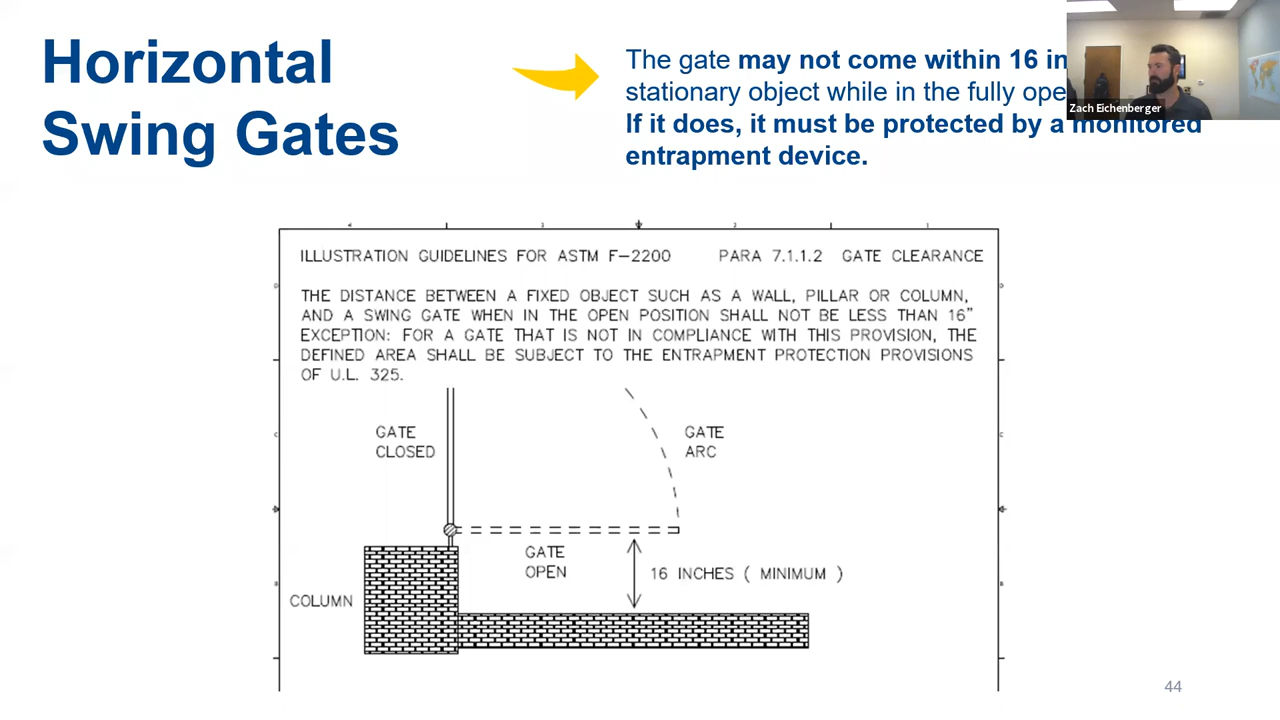 Horizontal
Swing Gates
The gate may not come within 16 in
stationary object while in the fully ope
If it does, it must be protected by a monitored
entrapment device.
Zach Eichenberger
ILLUSTRATION GUIDELINES FOR ASTM F-2200 PARA 7.1.1.2 GATE CLEARANCE
THE DISTANCE BETWEEN A FIXED OBJECT SUCH AS A WALL, PILLAR OR COLUMN,
AND A SWING GATE WHEN IN THE OPEN POSITION SHALL NOT BE LESS THAN 16"
EXCEPTION: FOR A GATE THAT IS NOT IN COMPLIANCE WITH THIS PROVISION, THE
DEFINED AREA SHALL BE SUBJECT TO THE ENTRAPMENT PROTECTION PROVISIONS
OF U.L. 325.
GATE
CLOSED
GATE
ARC
GATE
OPEN
16 INCHES ( MINIMUM )
COLUMN
44